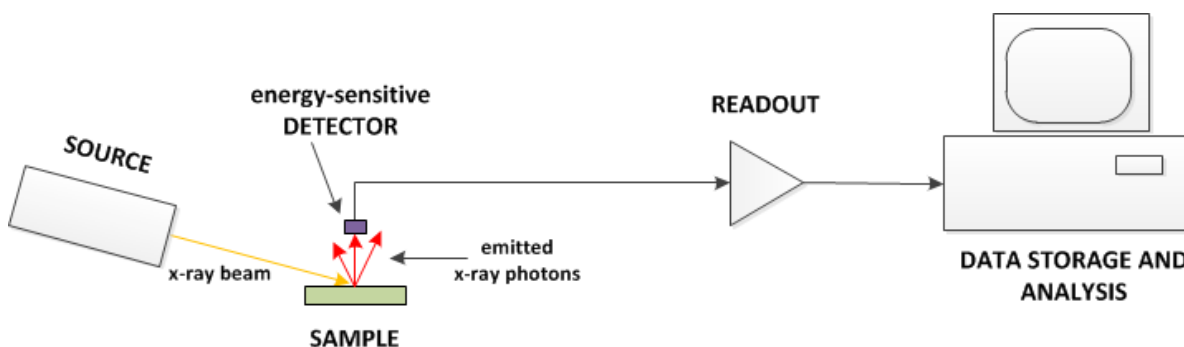 SOURCE
x-ray beam
energy-sensitive
DETECTOR
emitted
x-ray photons
SAMPLE
READOUT
DATA STORAGE AND
ANALYSIS